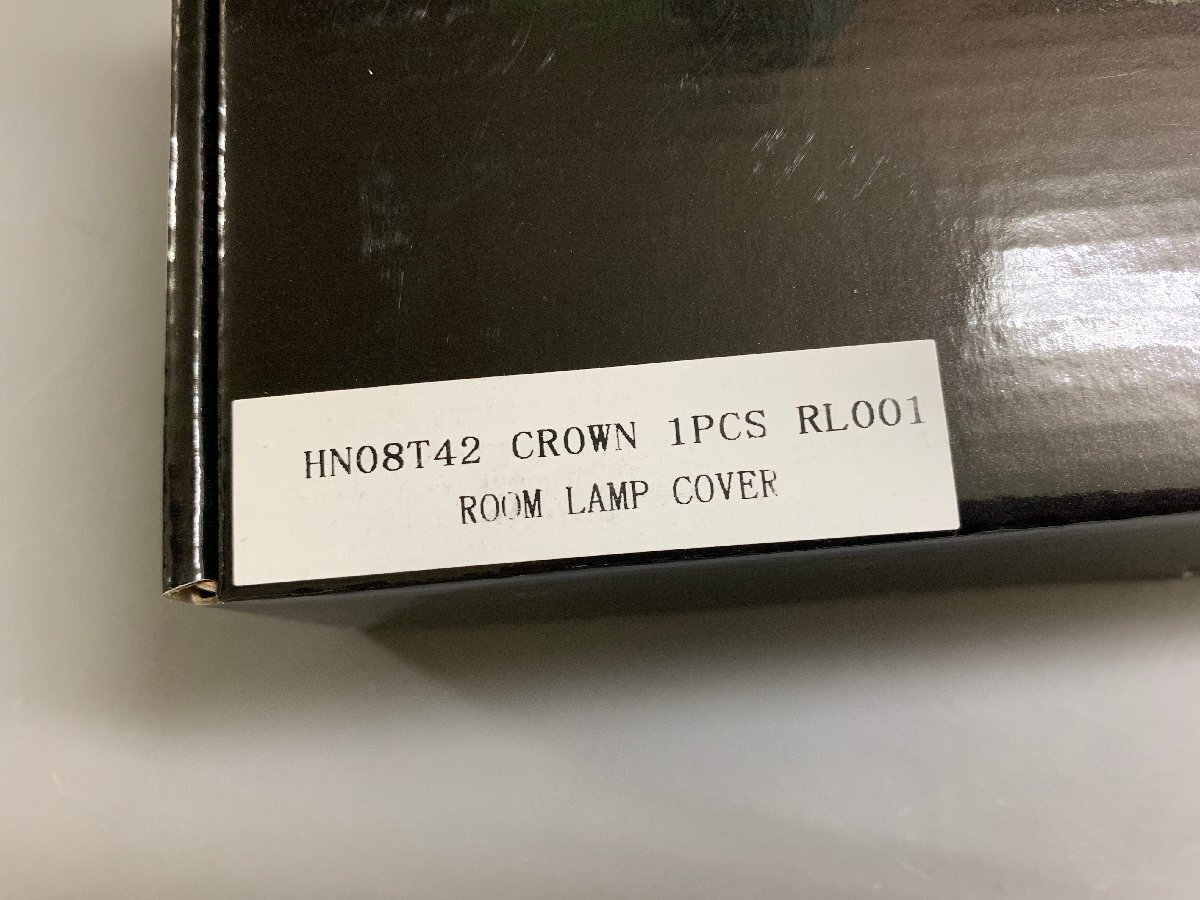 HN08T42 CROWN 1PCS RL001
ROOM LAMP COVER